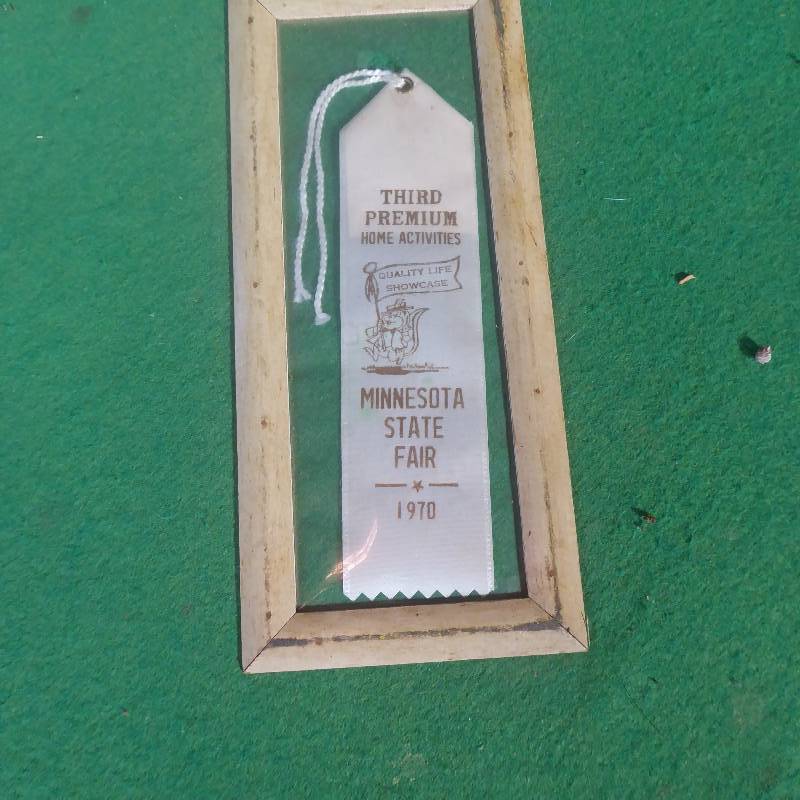 THIRD
PREMIUM
HOME ACTIVITIES
QUALITY LIFE
SHOWCASE
MINNESOTA
STATE
FAIR
1970